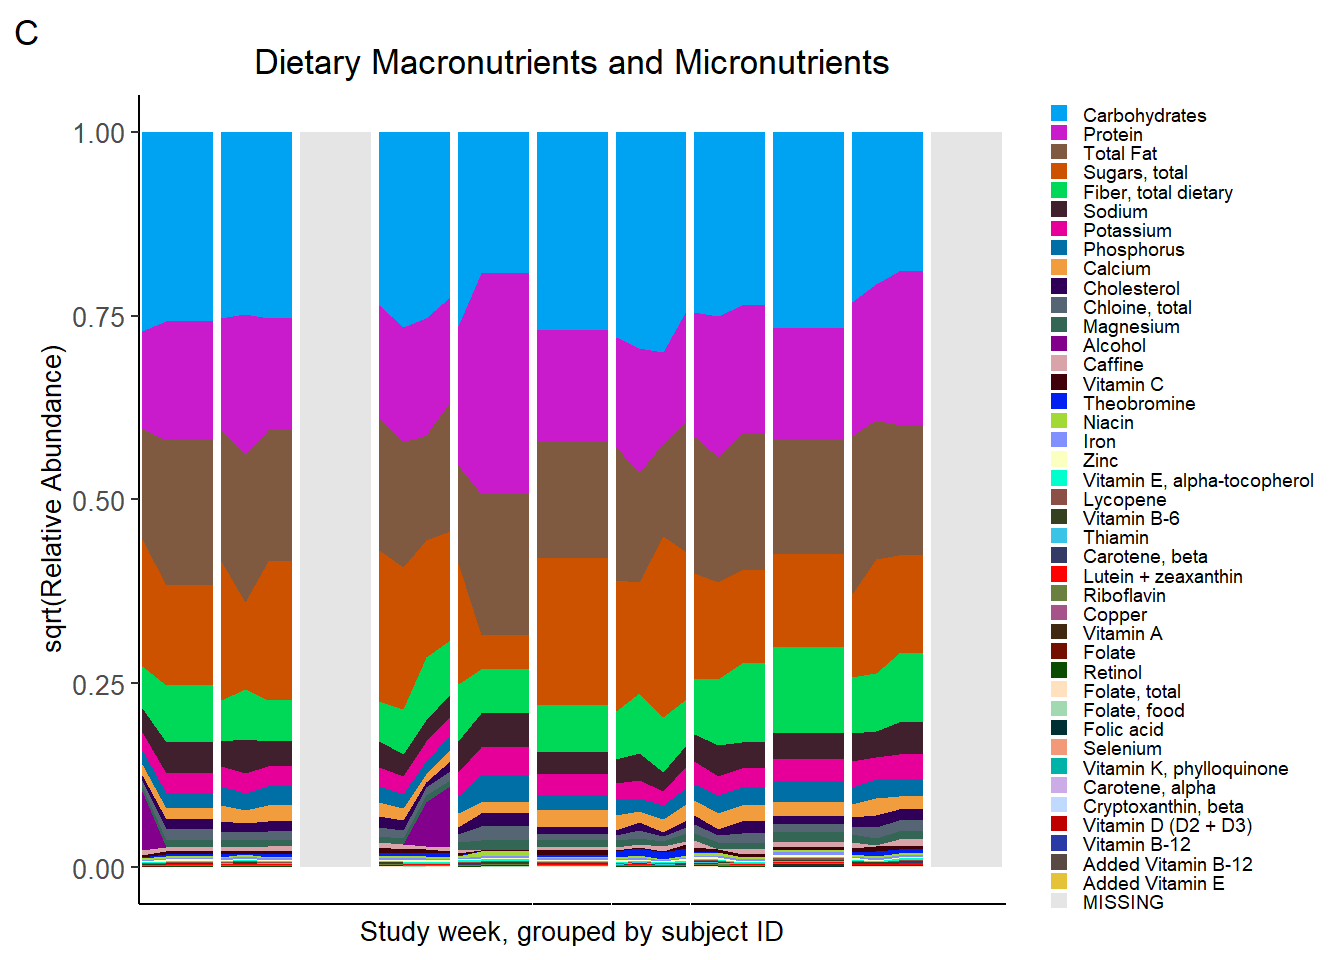 C
Dietary Macronutrients and Micronutrients
sqrt(Relative Abundance)
1.00
0.75
0.50
0.25
0.00
Study week, grouped by subject ID
Carbohydrates
Protein
Total Fat
Sugars, total
Fiber, total dietary
Sodium
Potassium
Phosphorus
Calcium
Cholesterol
Chloine, total
Magnesium
Alcohol
Caffine
Vitamin C
Theobromine
Niacin
Iron
Zinc
Vitamin E, alpha-tocopherol
Lycopene
Vitamin B-6
Thiamin
Carotene, beta
Lutein + zeaxanthin
Riboflavin
Copper
Vitamin A
Folate
Retinol
Folate, total
Folate, food
Folic acid
Selenium
Vitamin K, phylloquinone
Carotene, alpha
Cryptoxanthin, beta
Vitamin D (D2 + D3)
Vitamin B-12
Added Vitamin B-12
Added Vitamin E
MISSING